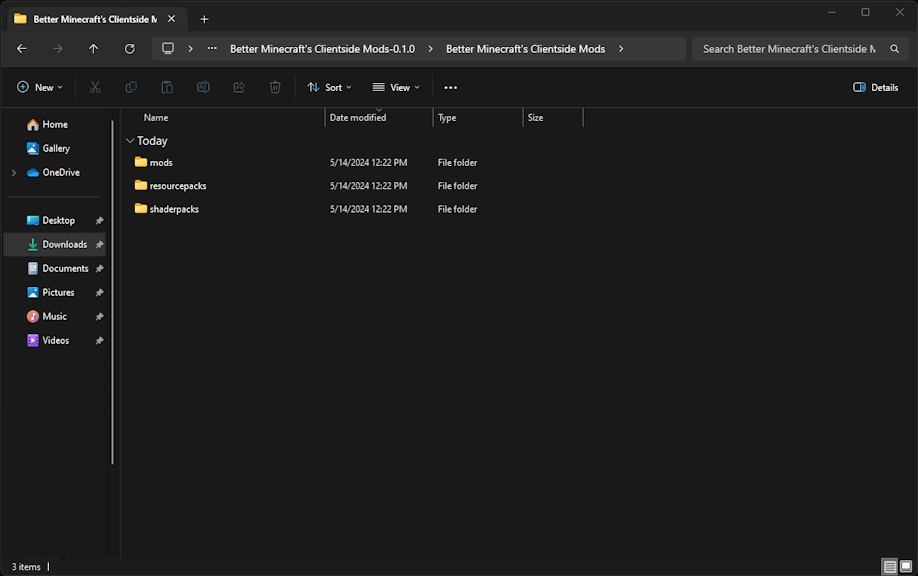 Better Minecraft's Clientside M
Better Minecraft's Clientside Mods-0.1.0 Better Minecraft's Clientside Mods Search Better Minecraft's Clientside M
New Sort View Details
Name Date modified Type Size
Home
Gallery
OneDrive
Desktop
Downloads
Documents
Pictures
Music
Videos
Today
mods 5/14/2024 12:22 PM File folder
resourcepacks 5/14/2024 12:22 PM File folder
shaderpacks 5/14/2024 12:22 PM File folder
3 items